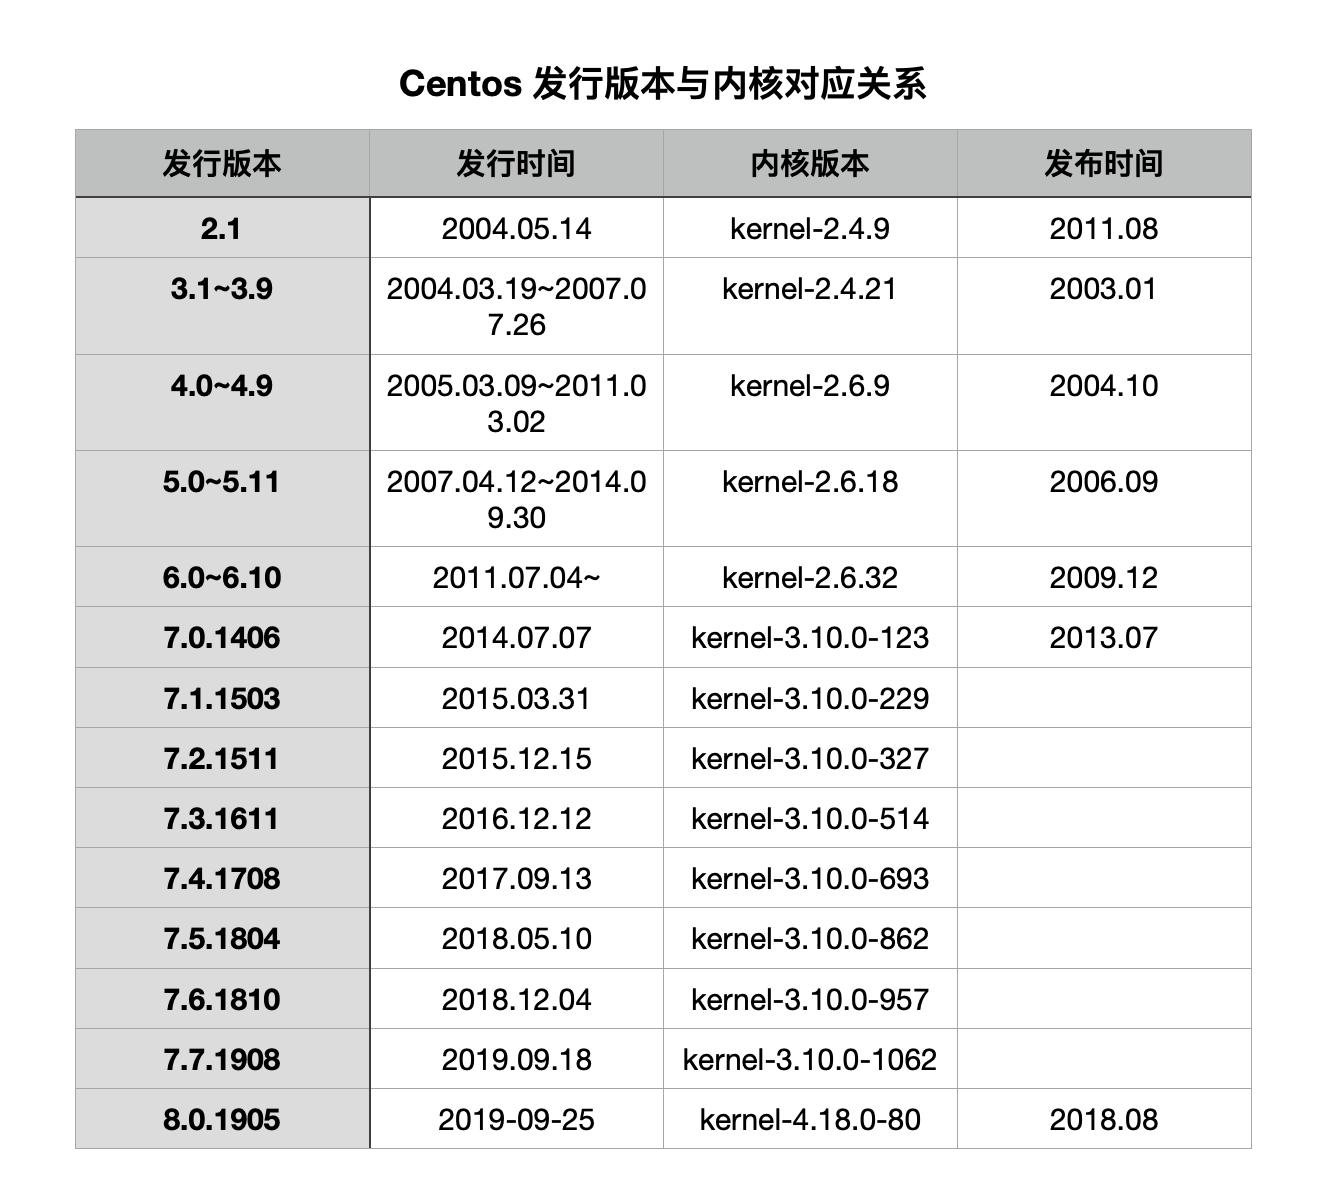 Centos 发行版本与内核对应关系
发行版本 发行时间 内核版本 发布时间
2.1 2004.05.14 kernel-2.4.9 2011.08
3.1~3.9 2004.03.19~2007.0 kernel-2.4.21 2003.01
7.26
4.0~4.9 2005.03.09~2011.0 kernel-2.6.9 2004.10
3.02
5.0~5.11 2007.04.12~2014.0 kernel-2.6.18 2006.09
9.30
6.0~6.10 2011.07.04~ kernel-2.6.32 2009.12
7.0.1406 2014.07.07 kernel-3.10.0-123 2013.07
7.1.1503 2015.03.31 kernel-3.10.0-229
7.2.1511 2015.12.15 kernel-3.10.0-327
7.3.1611 2016.12.12 kernel-3.10.0-514
7.4.1708 2017.09.13 kernel-3.10.0-693
7.5.1804 2018.05.10 kernel-3.10.0-862
7.6.1810 2018.12.04 kernel-3.10.0-957
7.7.1908 2019.09.18 kernel-3.10.0-1062
8.0.1905 2019-09-25 kernel-4.18.0-80 2018.08